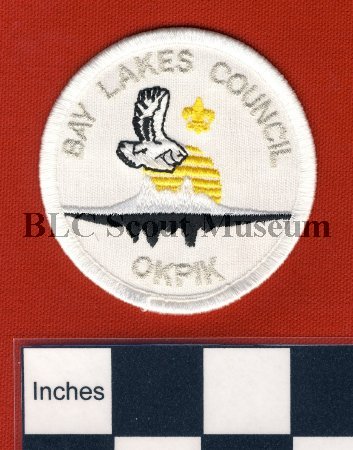 BAY LAKES COUNCIL
BLC Scout Museum
OKPIK
Inches